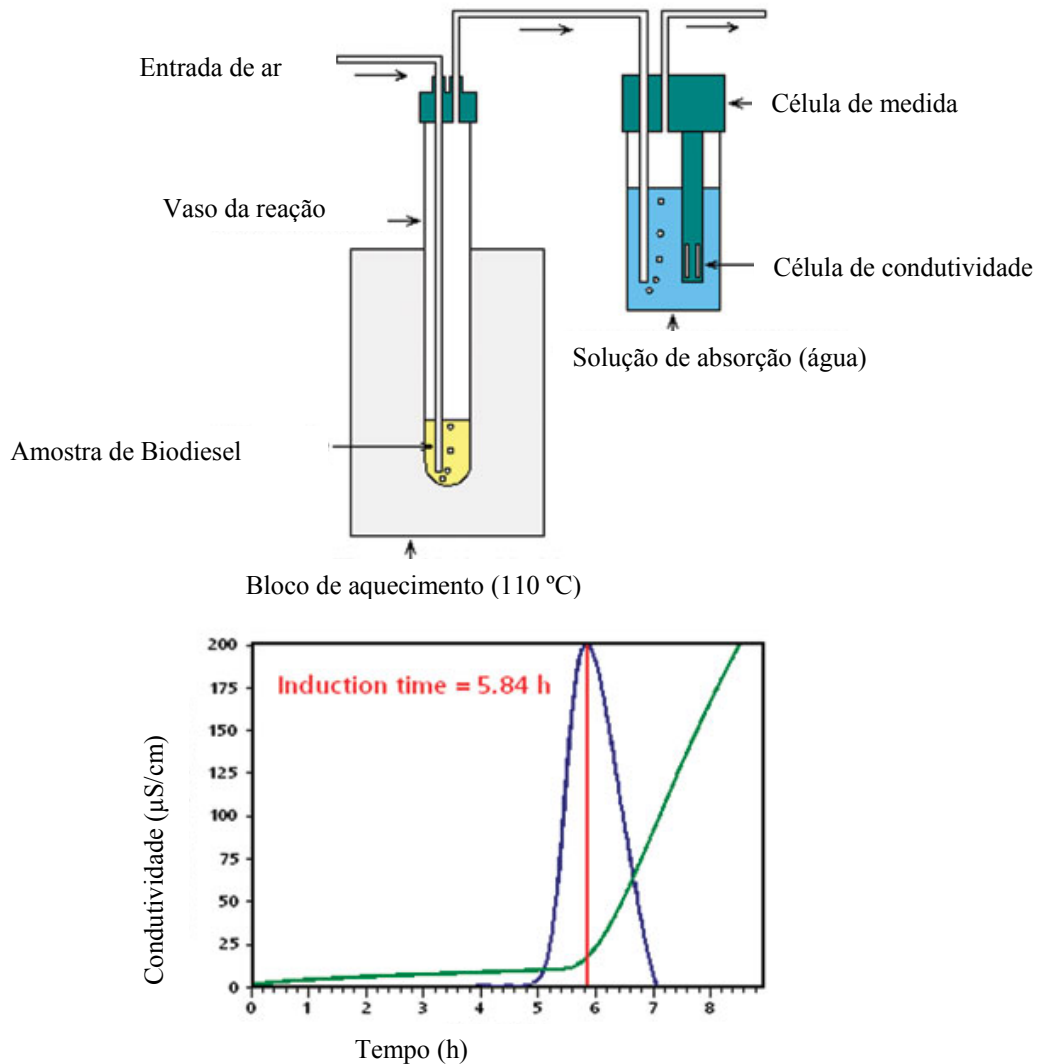 Entrada de ar
Célula de medida
Vaso da reação
Célula de condutividade
Solução de absorção (água)
Amostra de Biodiesel
Bloco de aquecimento (110 ºC)
Induction time = 5.84 h
200
175
150
125
100
75
50
25
0
Condutividade (µS/cm)
0 1 2 3 4 5 6 7 8
Tempo (h)